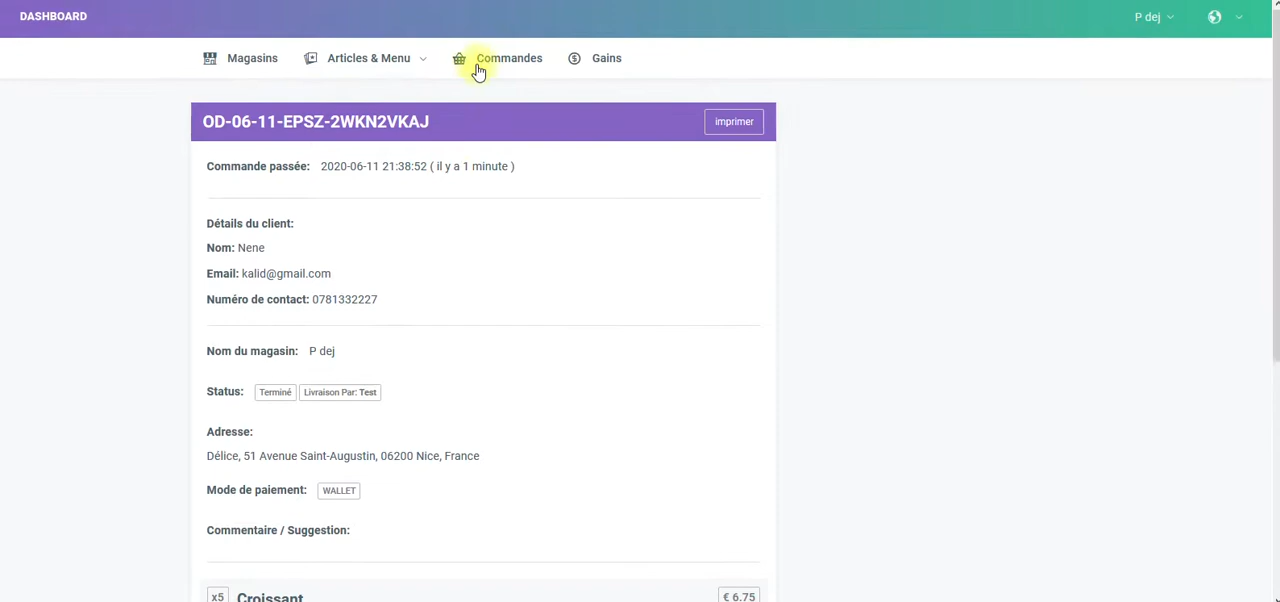 DASHBOARD
P dej
Magasins
Articles & Menu
Commandes
Gains
OD-06-11-EPSZ-2WKN2VKAJ
imprimer
Commande passée: 2020-06-11 21:38:52 ( il y a 1 minute )
Détails du client:
Nom: Nene
Email: kalid@gmail.com
Numéro de contact: 0781332227
Nom du magasin: P dej
Status: Terminé Livraison Par: Test
Adresse:
Délice, 51 Avenue Saint-Augustin, 06200 Nice, France
Mode de paiement: WALLET
Commentaire / Suggestion:
x5 Croissant € 6.75